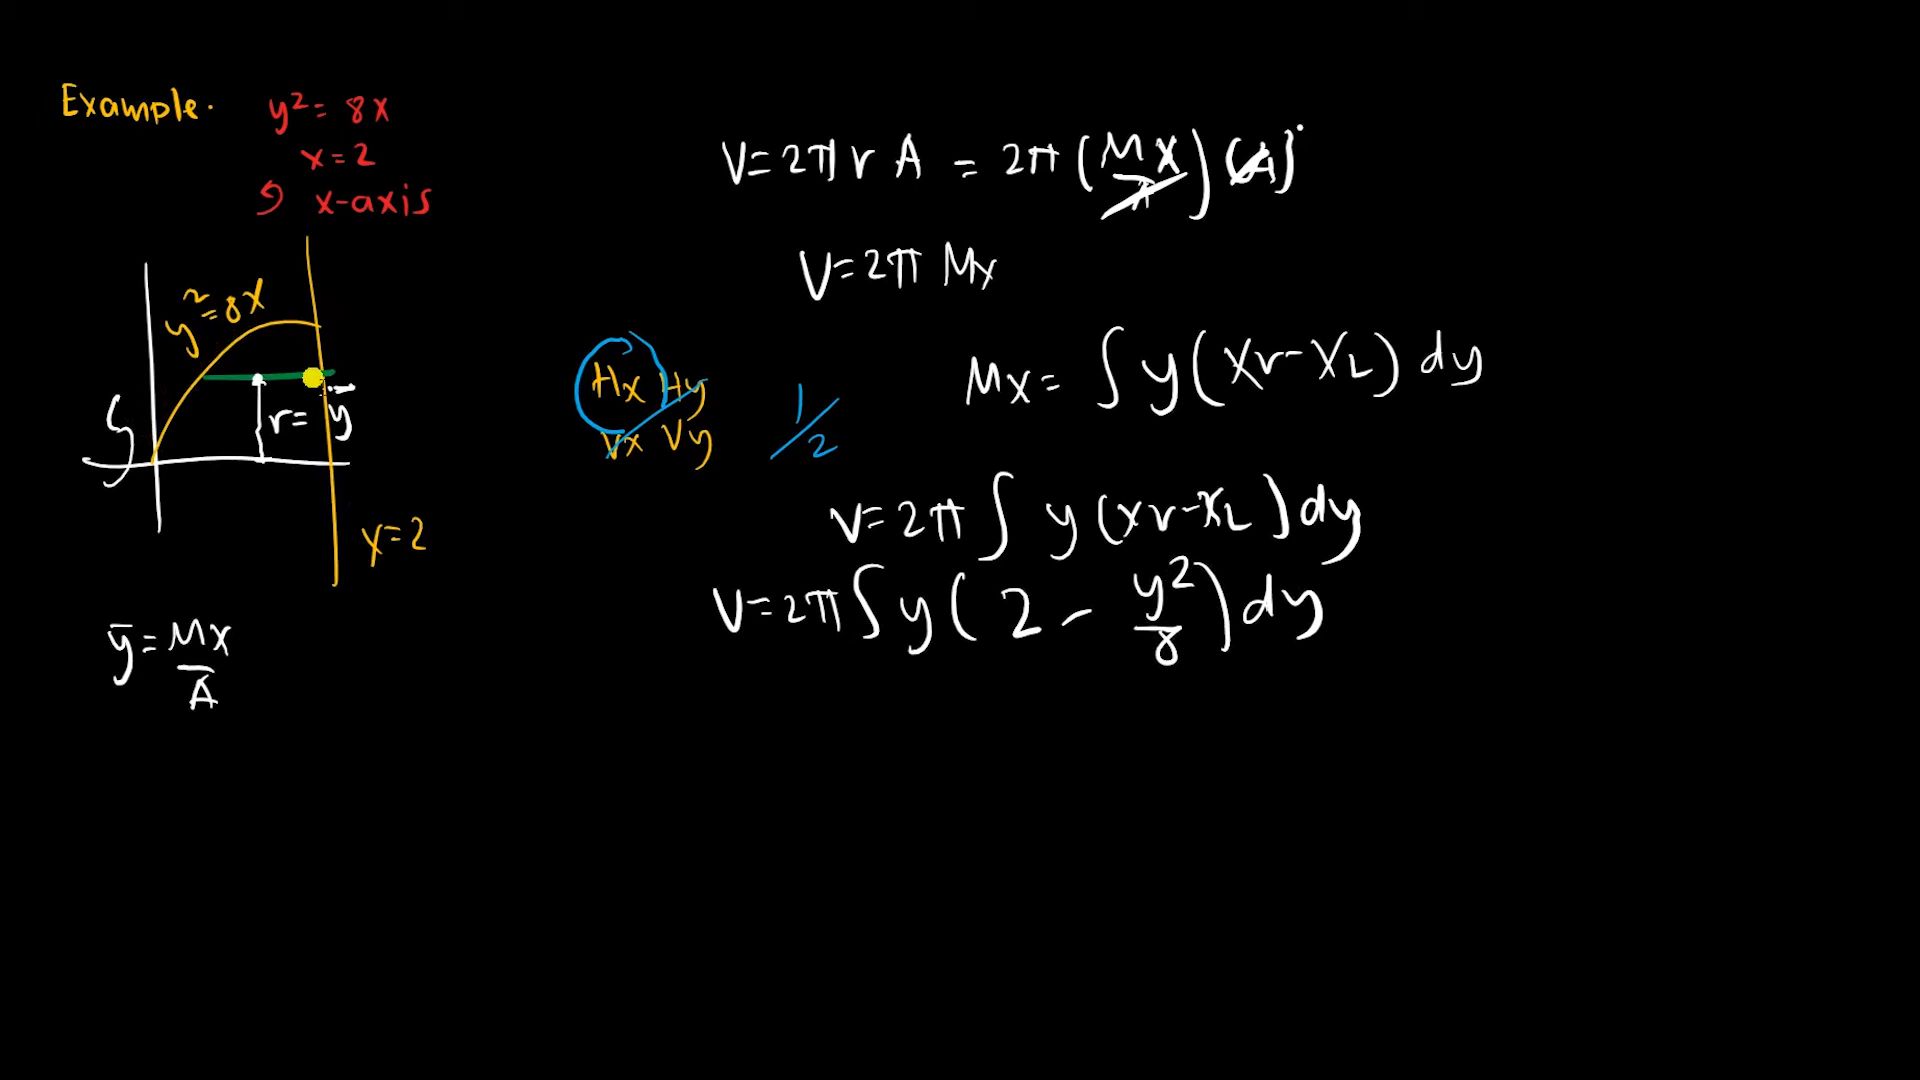 Example. y² = 8x
x = 2
x-axis
y² = 8x
r = ȳ
x = 2
ȳ = Mx/A
V = 2π r A = 2π (Mx/A) (A)
V = 2π Mx
Hx Hy
Vx Vy
1/2
Mx = ∫ y (xr - xL) dy
V = 2π ∫ y (xr - xL) dy
V = 2π ∫ y (2 - y²/8) dy